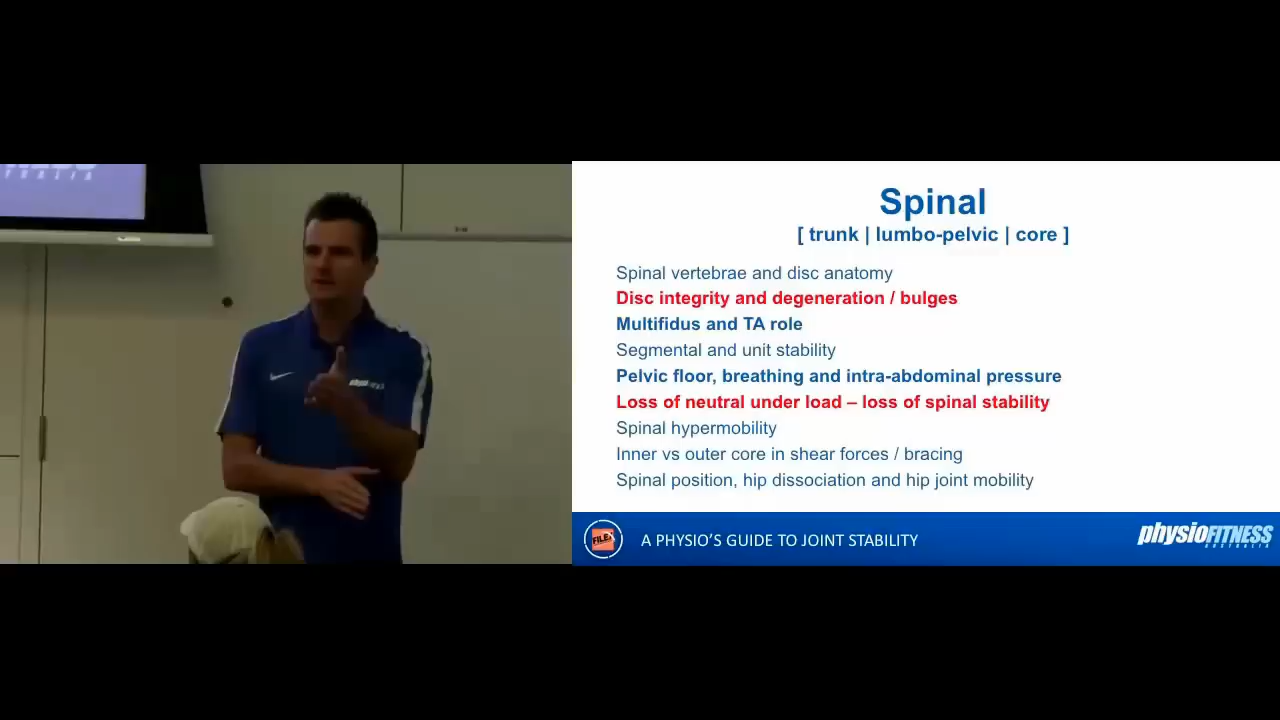 Spinal
[ trunk | lumbo-pelvic | core ]
Spinal vertebrae and disc anatomy
Disc integrity and degeneration / bulges
Multifidus and TA role
Segmental and unit stability
Pelvic floor, breathing and intra-abdominal pressure
Loss of neutral under load – loss of spinal stability
Spinal hypermobility
Inner vs outer core in shear forces / bracing
Spinal position, hip dissociation and hip joint mobility
FILEX
A PHYSIO'S GUIDE TO JOINT STABILITY
physioFITNESS
AUSTRALIA